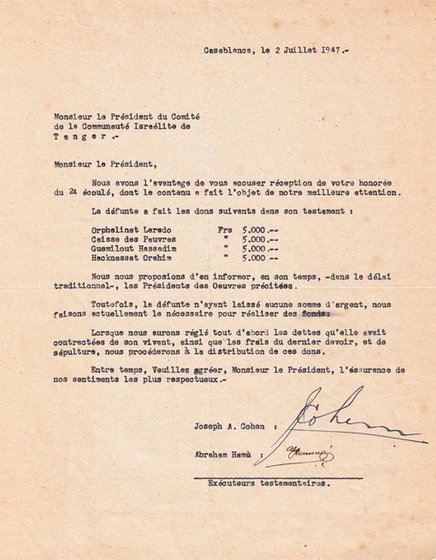 Casablanca, le 2 Juillet 1947.-
Monsieur le Président du Comité
de la Communauté Israélite de
T a n g e r .-
Monsieur le Président,
Nous avons l'avantage de vous accuser réception de votre honorée
du 24 écoulé, dont le contenu a fait l'objet de notre meilleure attention.
La défunte a fait les dons suivants dans son testament :
Orphelinat Laredo Frs 5.000.--
Caisse des Pauvres " 5.000.--
Guemilout Hessadim " 5.000.--
Hacknasset Orehim " 5.000.--
Nous nous proposons d'en informer, en son temps, -dans le délai
traditionnel-, les Présidents des Oeuvres précitées.
Toutefois, la défunte n'ayant laissé aucune somme d'argent, nous
faisons actuellement le nécessaire pour réaliser des fonds.
Lorsque nous aurons réglé tout d'abord les dettes qu'elle avait
contractées de son vivant, ainsi que les frais du dernier devoir, et de
sépulture, nous procéderons à la distribution de ces dons.
Entre temps, Veuillez agréer, Monsieur le Président, l'assurance de
nos sentiments les plus respectueux.-
Joseph A. Cohen : JCohen
Abraham Hamù :
Exécuteurs testamentaires.